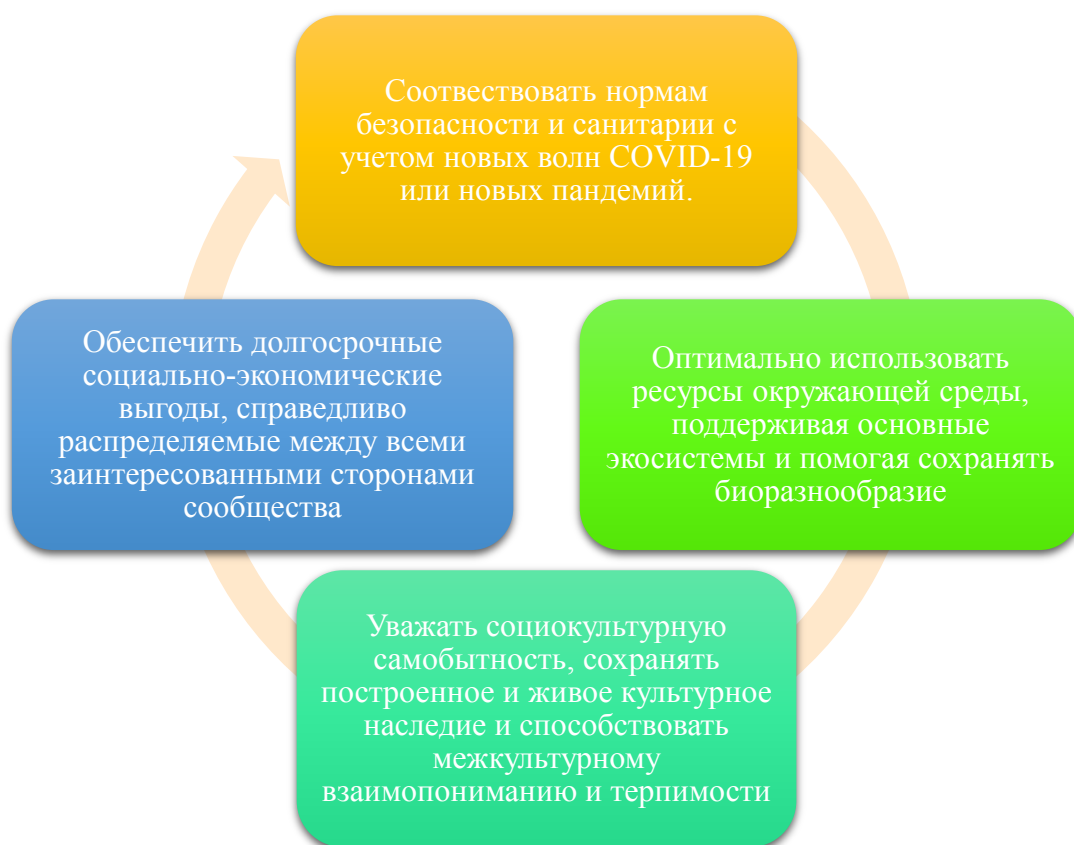 Соотвествовать нормам
безопасности и санитарии с
учетом новых волн COVID-19
или новых пандемий.
Оптимально использовать
ресурсы окружающей среды,
поддерживая основные
экосистемы и помогая сохранять
биоразнообразие
Уважать социокультурную
самобытность, сохранять
построенное и живое культурное
наследие и способствовать
межкультурному
взаимопониманию и терпимости
Обеспечить долгосрочные
социально-экономические
выгоды, справедливо
распределяемые между всеми
заинтересованными сторонами
сообщества